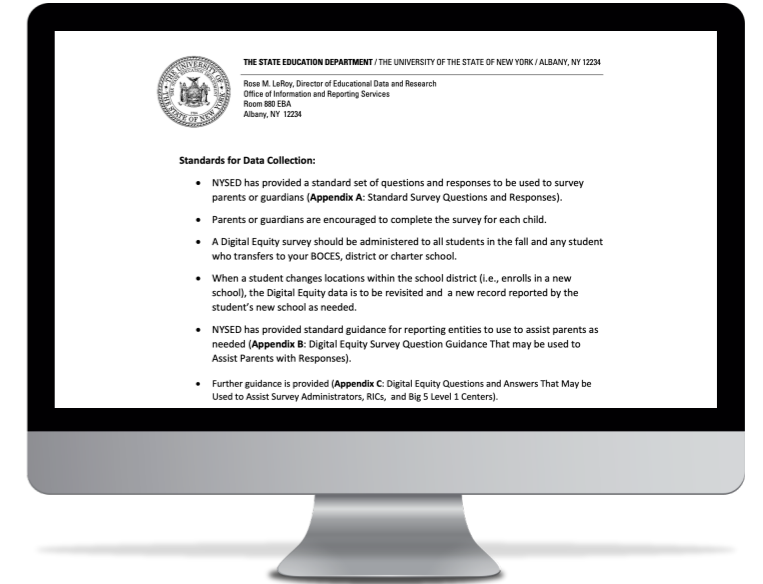 THE STATE EDUCATION DEPARTMENT / THE UNIVERSITY OF THE STATE OF NEW YORK / ALBANY, NY 12234
Rose M. LeRoy, Director of Educational Data and Research
Office of Information and Reporting Services
Room 880 EBA
Albany, NY 12234
Standards for Data Collection:
• NYSED has provided a standard set of questions and responses to be used to survey
parents or guardians (Appendix A: Standard Survey Questions and Responses).
• Parents or guardians are encouraged to complete the survey for each child.
• A Digital Equity survey should be administered to all students in the fall and any student
who transfers to your BOCES, district or charter school.
• When a student changes locations within the school district (i.e., enrolls in a new
school), the Digital Equity data is to be revisited and a new record reported by the
student's new school as needed.
• NYSED has provided standard guidance for reporting entities to use to assist parents as
needed (Appendix B: Digital Equity Survey Question Guidance That may be used to
Assist Parents with Responses).
• Further guidance is provided (Appendix C: Digital Equity Questions and Answers That May be
Used to Assist Survey Administrators, RICs, and Big 5 Level 1 Centers).